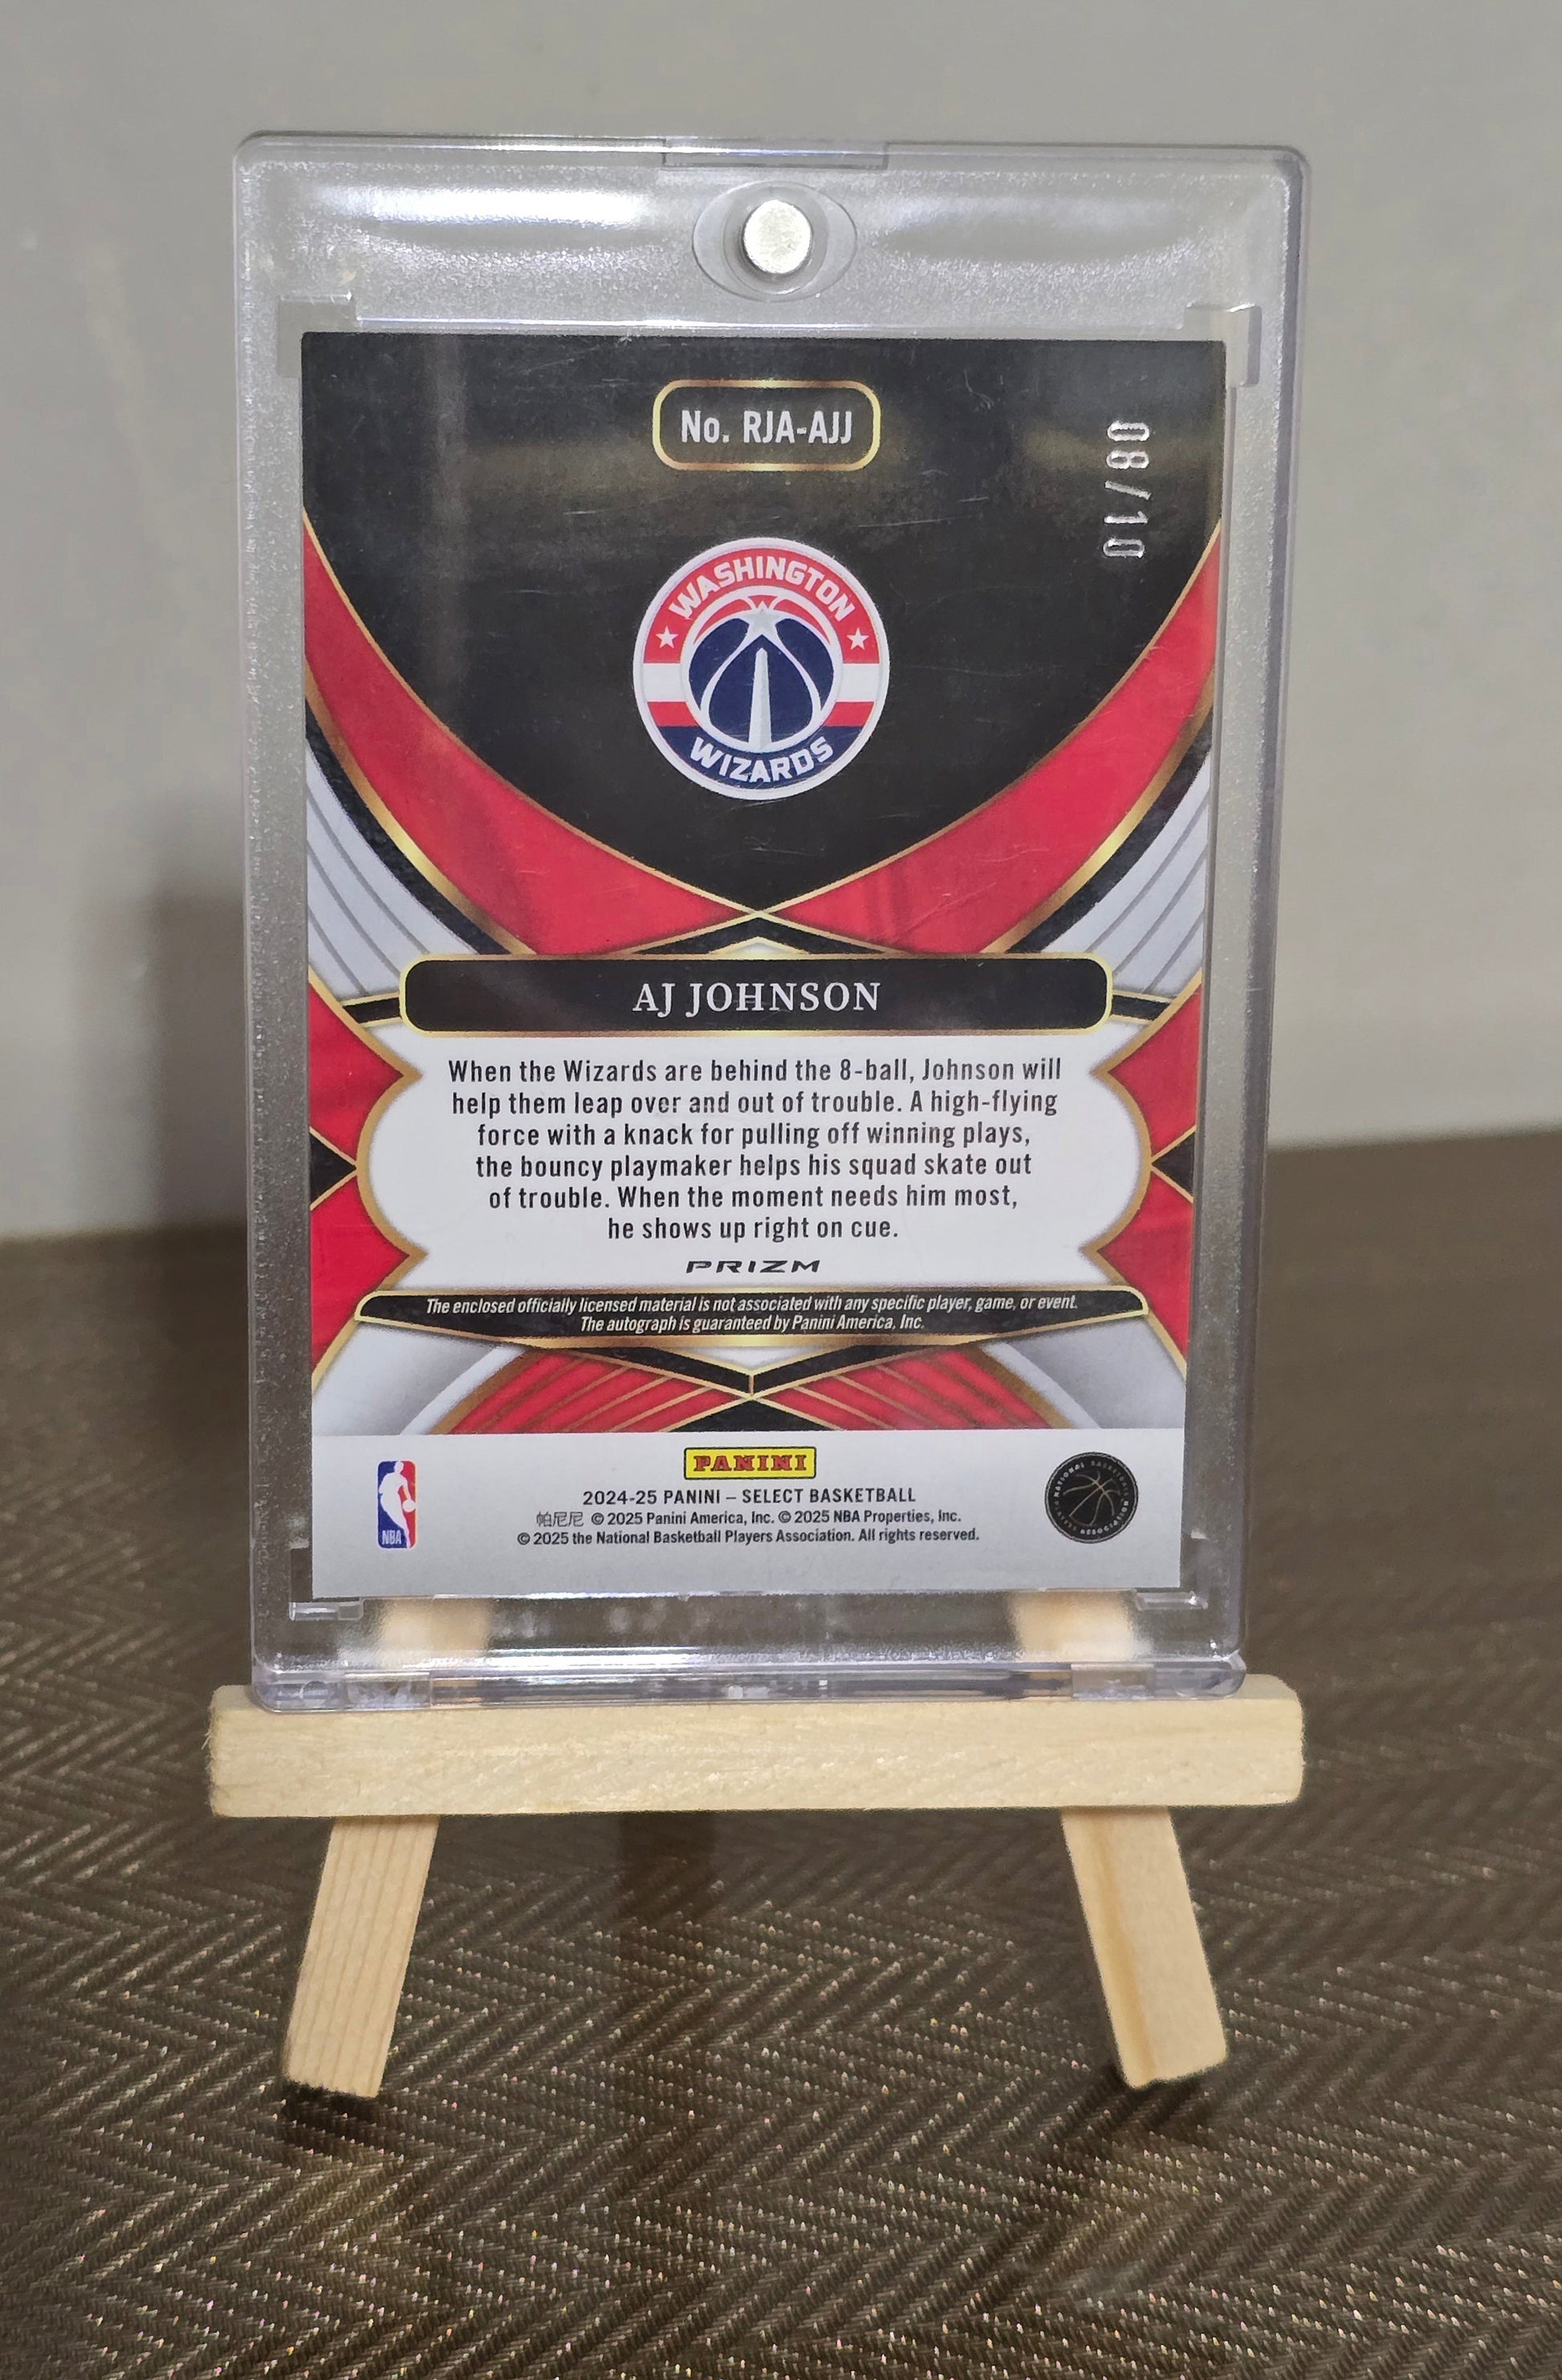 No. RJA-AJJ
08/10
WASHINGTON
WIZARDS
AJ JOHNSON
When the Wizards are behind the 8-ball, Johnson will
help them leap over and out of trouble. A high-flying
force with a knack for pulling off winning plays,
the bouncy playmaker helps his squad skate out
of trouble. When the moment needs him most,
he shows up right on cue.
PRIZM
The enclosed officially licensed material is not associated with any specific player, game, or event.
The autograph is guaranteed by Panini America, Inc.
PANINI
NBA
2024-25 PANINI – SELECT BASKETBALL
帕尼尼 © 2025 Panini America, Inc. © 2025 NBA Properties, Inc.
© 2025 the National Basketball Players Association. All rights reserved.
NATIONAL BASKETBALL
PLAYERS ASSOCIATION